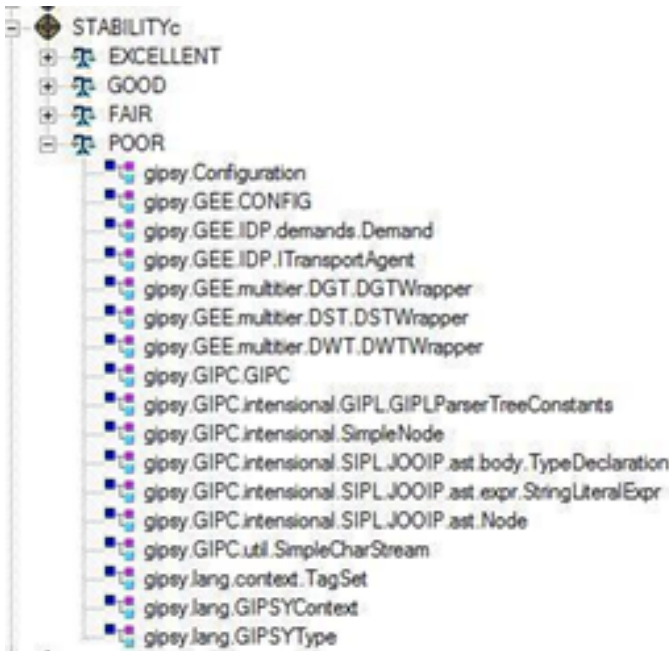 STABILITYc
EXCELLENT
GOOD
FAIR
POOR
gipsy.Configuration
gipsy.GEE.CONFIG
gipsy.GEE.IDP.demands.Demand
gipsy.GEE.IDP.ITransportAgent
gipsy.GEE.multitier.DGT.DGTWrapper
gipsy.GEE.multitier.DST.DSTWrapper
gipsy.GEE.multitier.DWT.DWTWrapper
gipsy.GIPC.GIPC
gipsy.GIPC.intensional.GIPL.GIPLParserTreeConstants
gipsy.GIPC.intensional.SimpleNode
gipsy.GIPC.intensional.SIPL.JOOIP.ast.body.TypeDeclaration
gipsy.GIPC.intensional.SIPL.JOOIP.ast.expr.StringLiteralExpr
gipsy.GIPC.intensional.SIPL.JOOIP.ast.Node
gipsy.GIPC.util.SimpleCharStream
gipsy.lang.context.TagSet
gipsy.lang.GIPSYContext
gipsy.lang.GIPSYType